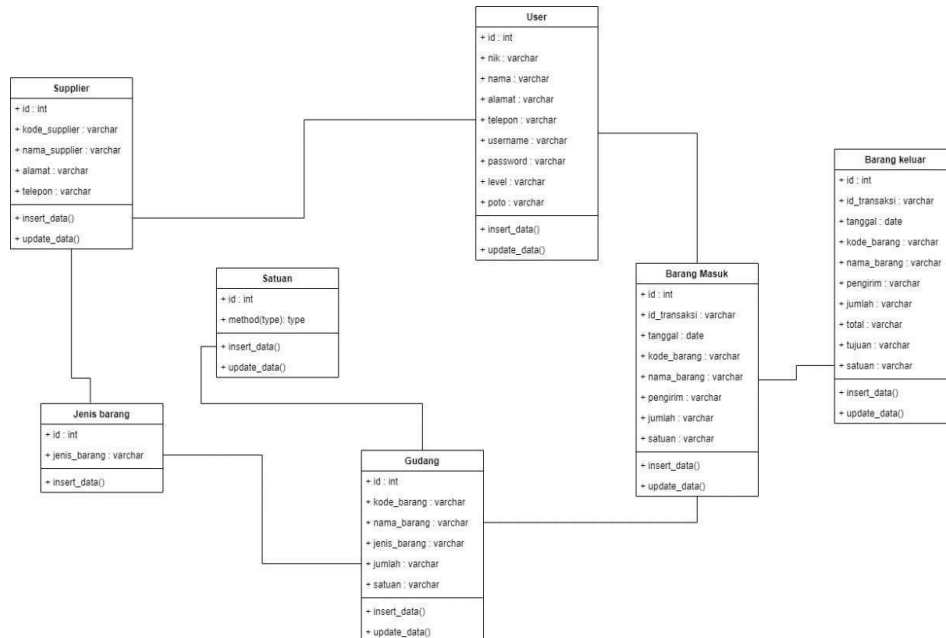 User
+ id : int
+ nik : varchar
+ nama : varchar
+ alamat : varchar
+ telepon : varchar
+ username : varchar
+ password : varchar
+ level : varchar
+ poto : varchar
+ insert_data()
+ update_data()
Supplier
+ id : int
+ kode_supplier : varchar
+ nama_supplier : varchar
+ alamat : varchar
+ telepon : varchar
+ insert_data()
+ update_data()
Barang keluar
+ id : int
+ id_transaksi : varchar
+ tanggal : date
+ kode_barang : varchar
+ nama_barang : varchar
+ pengirim : varchar
+ jumlah : varchar
+ total : varchar
+ tujuan : varchar
+ satuan : varchar
+ insert_data()
+ update_data()
Satuan
+ id : int
+ method(type): type
+ insert_data()
+ update_data()
Barang Masuk
+ id : int
+ id_transaksi : varchar
+ tanggal : date
+ kode_barang : varchar
+ nama_barang : varchar
+ pengirim : varchar
+ jumlah : varchar
+ satuan : varchar
+ insert_data()
+ update_data()
Jenis barang
+ id : int
+ jenis_barang : varchar
+ insert_data()
Gudang
+ id : int
+ kode_barang : varchar
+ nama_barang : varchar
+ jenis_barang : varchar
+ jumlah : varchar
+ satuan : varchar
+ insert_data()
+ update_data()